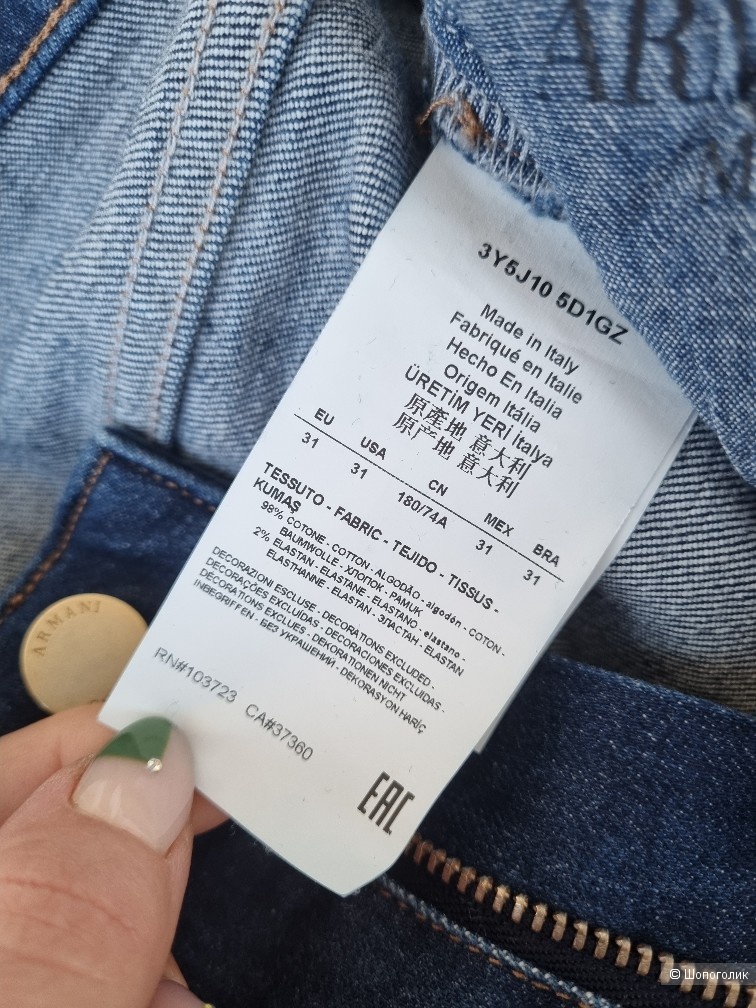 AR
M
3Y5J10 5D1GZ
Made in Italy
Fabriqué en Italie
Hecho En Italia
Origem Itália
ÜRETİM YERİ İtalya
原產地 意大利
原产地 意大利
EU USA CN MEX BRA
31 31 180/74A 31 31
TESSUTO - FABRIC - TEJIDO - TISSUS -
KUMAŞ
98% COTONE - COTTON - ALGODÃO - algodón - COTON -
BAUMWOLLE - ХЛОПОК - PAMUK
2% ELASTAN - ELASTANE - ELASTANO - elastano -
ELASTHANNE - ELASTAN - ЭЛАСТАН - ELASTAN
DECORAZIONI ESCLUSE - DECORATIONS EXCLUDED -
DECORAÇÕES EXCLUÍDAS - DECORACIONES EXCLUIDAS -
DÉCORATIONS EXCLUES - DEKORATIONEN NICHT
INBEGRIFFEN - БЕЗ УКРАШЕНИЙ - DEKORASYON HARİÇ
RN#103723 CA#37360
EAC
ARMANI
© Шопоголик